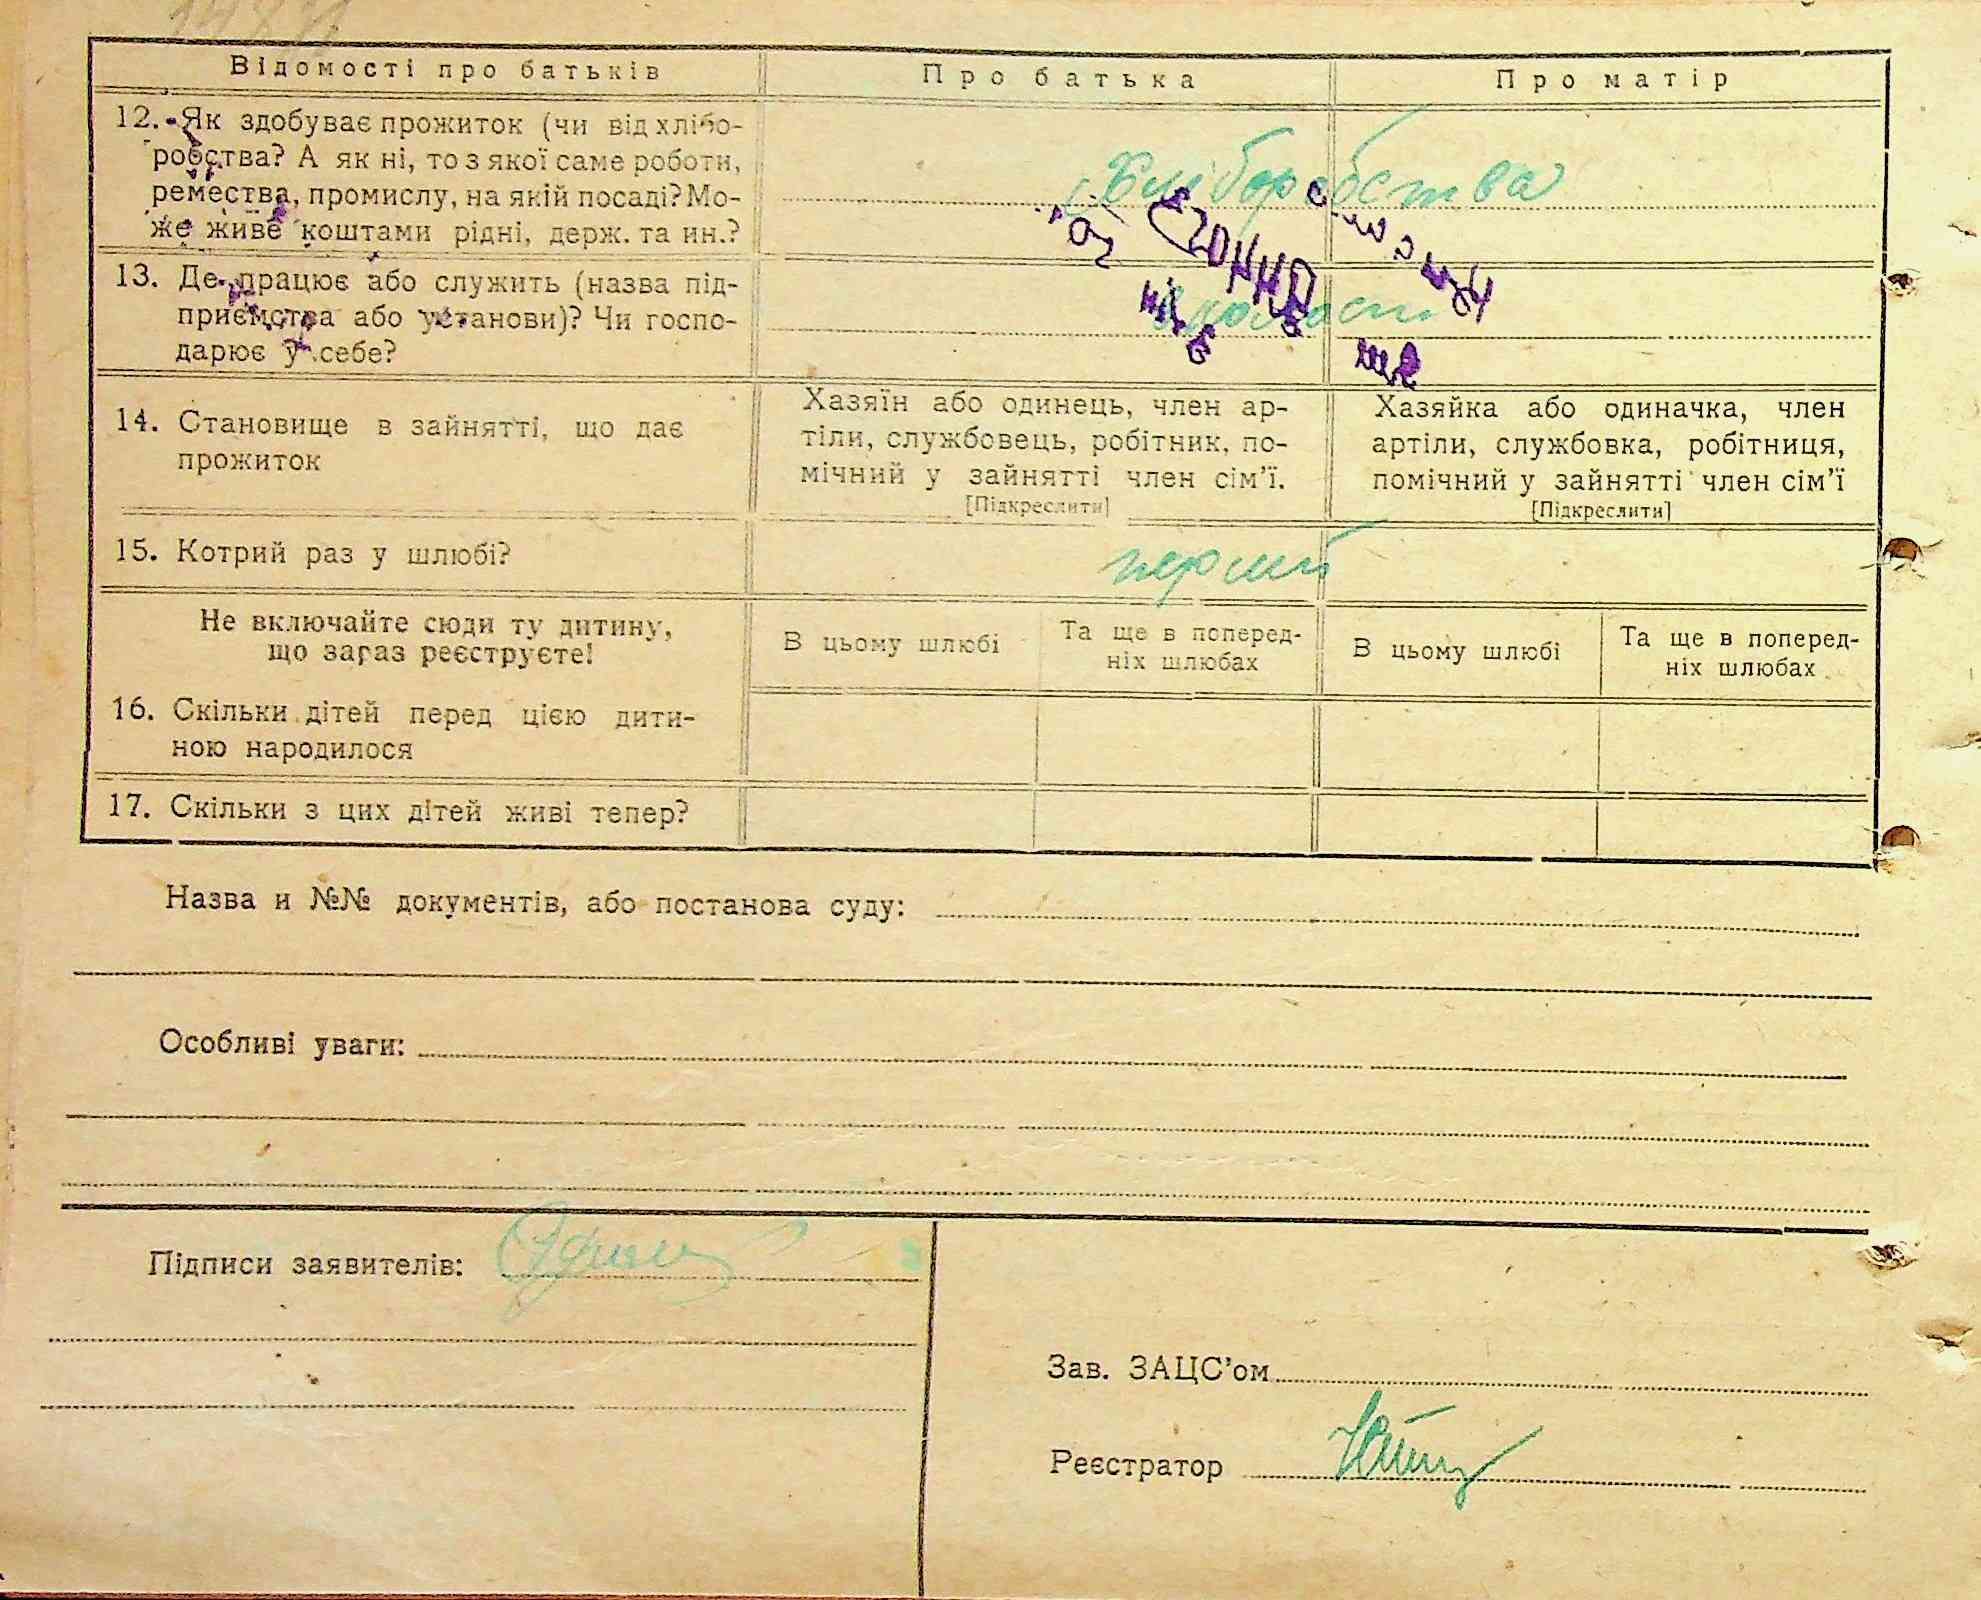 Відомості про батьків
Про батька
Про матір
12. Як здобуває прожиток (чи від хлібо-
робства? А як ні, то з якої саме роботи,
ремества, промислу, на якій посаді? Мо-
же живе коштами рідні, держ. та ин.?
Хліборобства
13. Де працює або служить (назва під-
приємства або установи)? Чи госпо-
дарює у себе?
14. Становище в зайнятті, що дає
прожиток
Хазяїн або одинець, член ар-
тіли, службовець, робітник, по-
мічний у зайнятті член сім'ї.
[Підкреслити]
Хазяйка або одиначка, член
артіли, службовка, робітниця,
помічний у зайнятті член сім'ї
[Підкреслити]
15. Котрий раз у шлюбі?
перший
Не включайте сюди ту дитину,
що зараз реєструєте!
В цьому шлюбі
Та ще в поперед-
ніх шлюбах
В цьому шлюбі
Та ще в поперед-
ніх шлюбах
16. Скільки дітей перед цією дити-
ною народилося
17. Скільки з цих дітей живі тепер?
Назва и №№ документів, або постанова суду:
Особливі уваги:
Підписи заявителів:
Зав. ЗАЦС'ом
Реєстратор